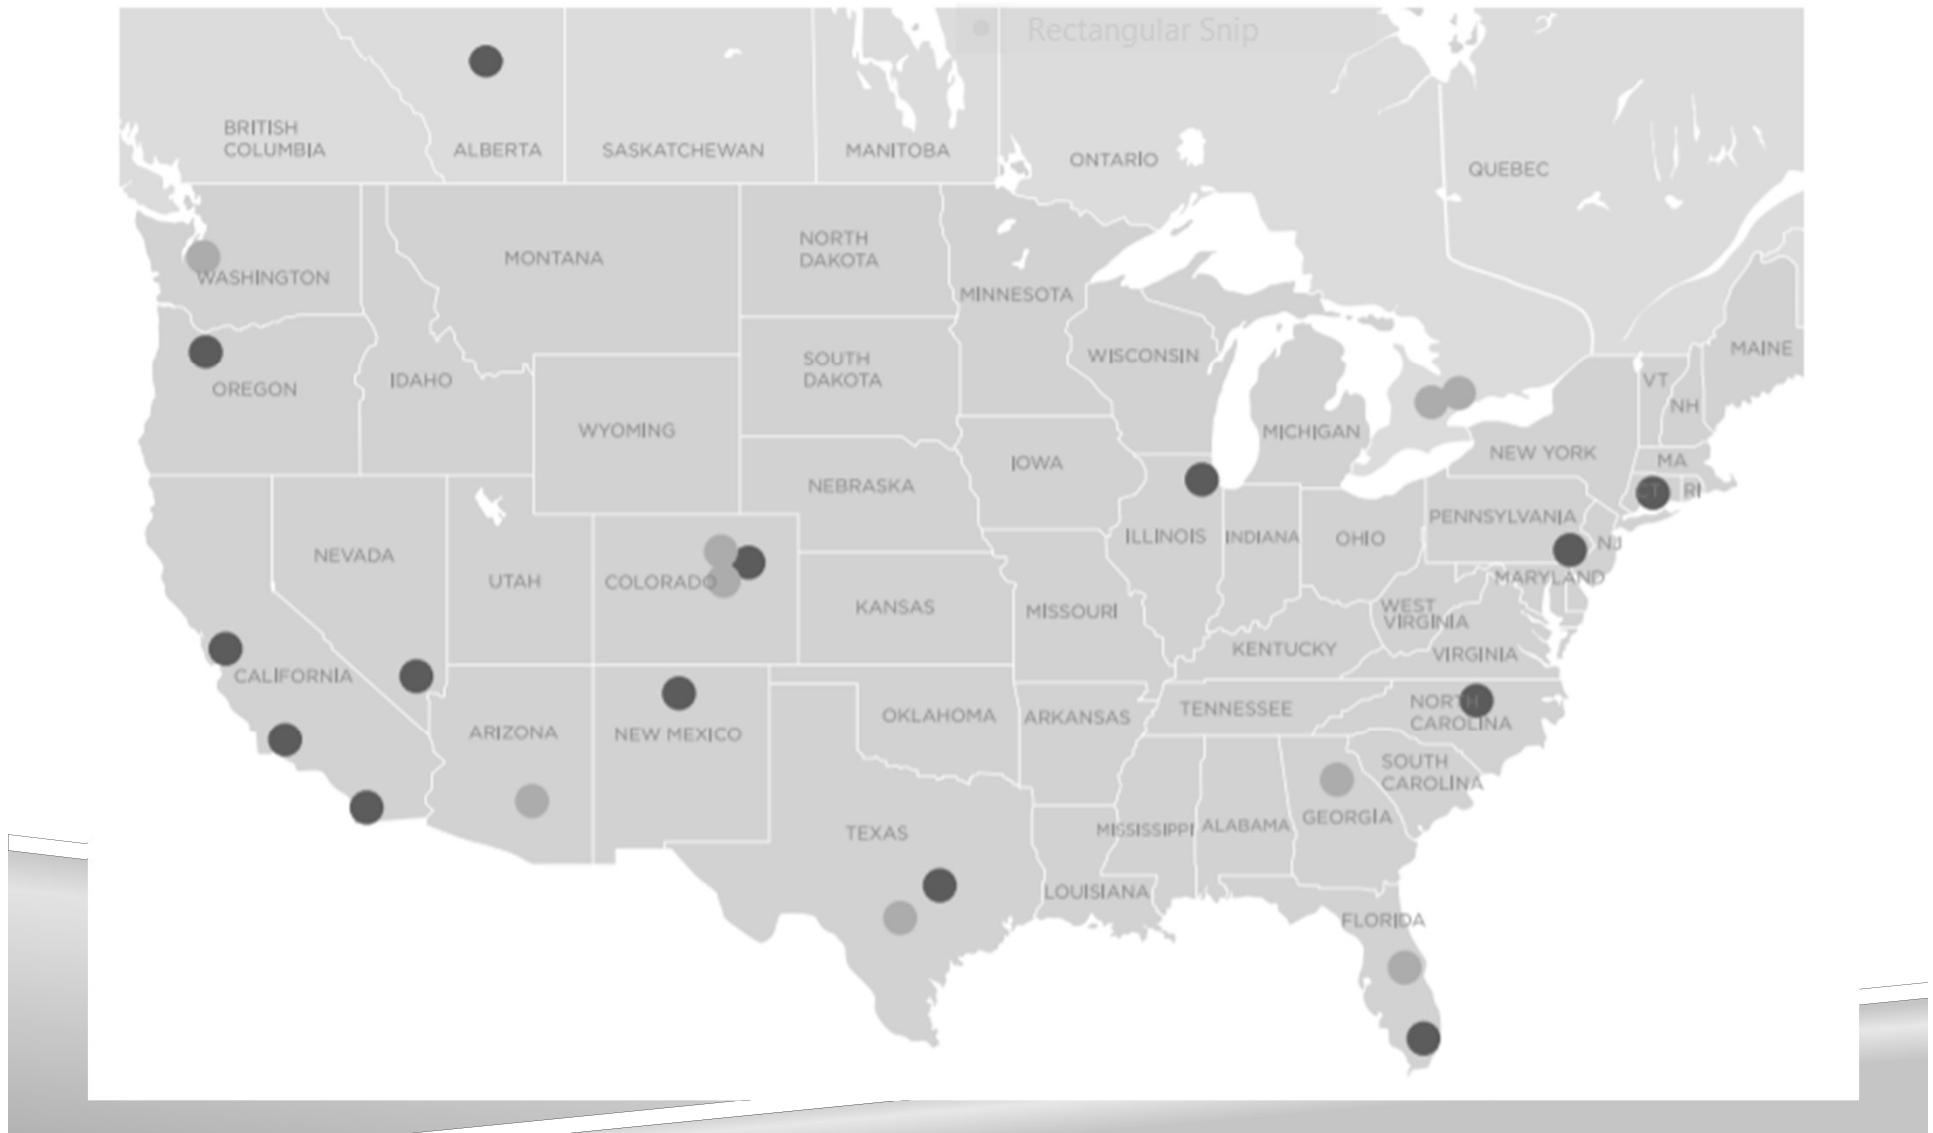 Rectangular Snip
BRITISH
COLUMBIA
ALBERTA
SASKATCHEWAN
MANITOBA
ONTARIO
QUEBEC
WASHINGTON
MONTANA
NORTH
DAKOTA
MINNESOTA
OREGON
IDAHO
SOUTH
DAKOTA
WISCONSIN
MAINE
VT
NH
WYOMING
MICHIGAN
NEW YORK
IOWA
MA
NEBRASKA
CT
RI
PENNSYLVANIA
NEVADA
UTAH
COLORADO
ILLINOIS
INDIANA
OHIO
NJ
MARYLAND
KANSAS
MISSOURI
WEST
VIRGINIA
KENTUCKY
VIRGINIA
CALIFORNIA
ARIZONA
NEW MEXICO
OKLAHOMA
ARKANSAS
TENNESSEE
NORTH
CAROLINA
SOUTH
CAROLINA
TEXAS
MISSISSIPPI
ALABAMA
GEORGIA
LOUISIANA
FLORIDA